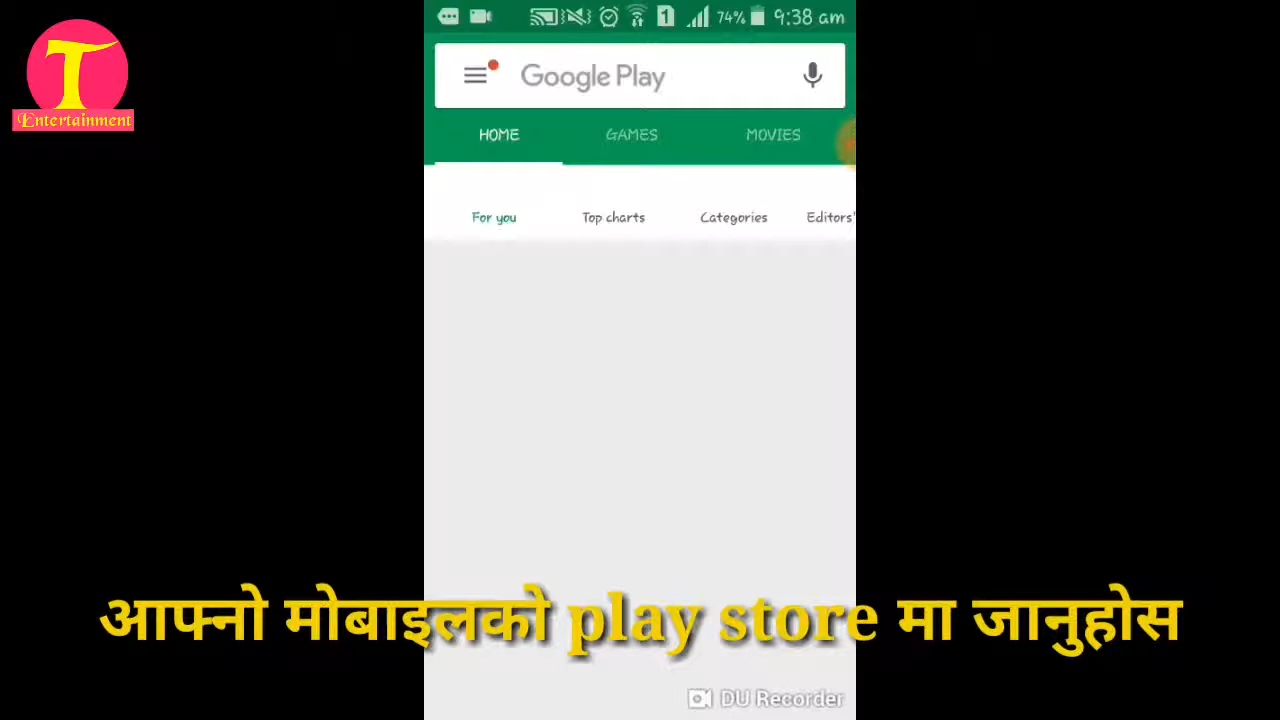 74% 9:38 am
T
Entertainment
Google Play
HOME GAMES MOVIES
For you Top charts Categories Editors'
आफ्नो मोबाइलको play store मा जानुहोस
DU Recorder